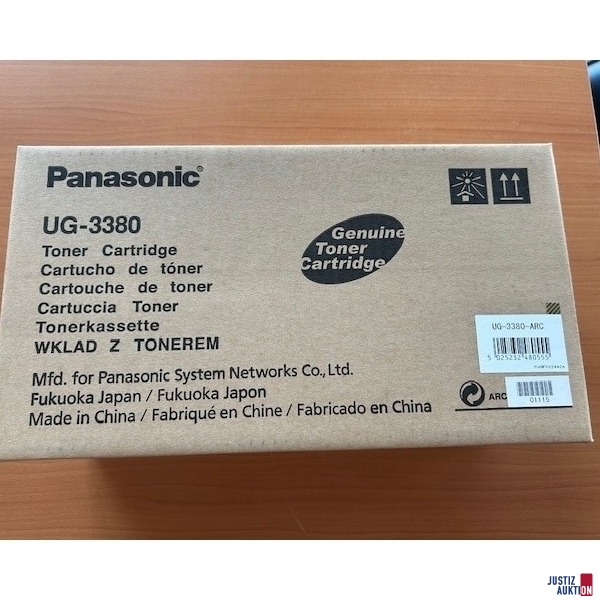 Panasonic®
UG-3380
Toner Cartridge
Cartucho de tóner
Cartouche de toner
Cartuccia Toner
Tonerkassette
WKLAD Z TONEREM
Genuine
Toner
Cartridge
Mfd. for Panasonic System Networks Co., Ltd.
Fukuoka Japan / Fukuoka Japon
Made in China / Fabriqué en Chine / Fabricado en China
UG-3380-ARC
5 025232 480555
ARC
01115
JUSTIZ
AUKTION